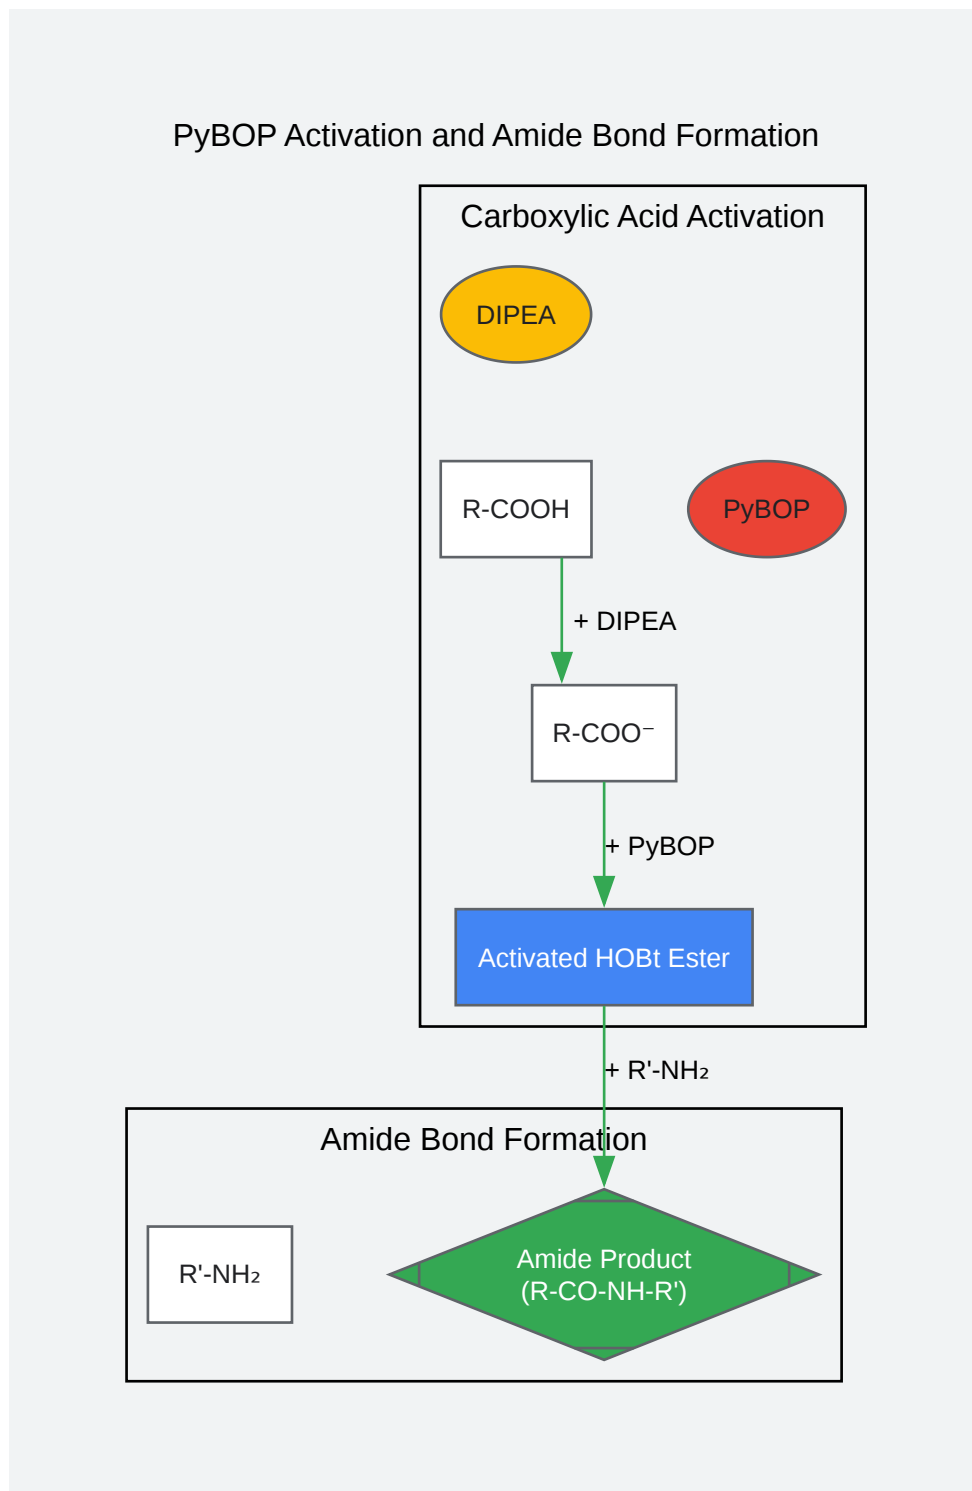 PyBOP Activation and Amide Bond Formation
Carboxylic Acid Activation
DIPEA
R-COOH
PyBOP
+ DIPEA
R-COO⁻
+ PyBOP
Activated HOBt Ester
+ R'-NH₂
Amide Bond Formation
R'-NH₂
Amide Product
(R-CO-NH-R')